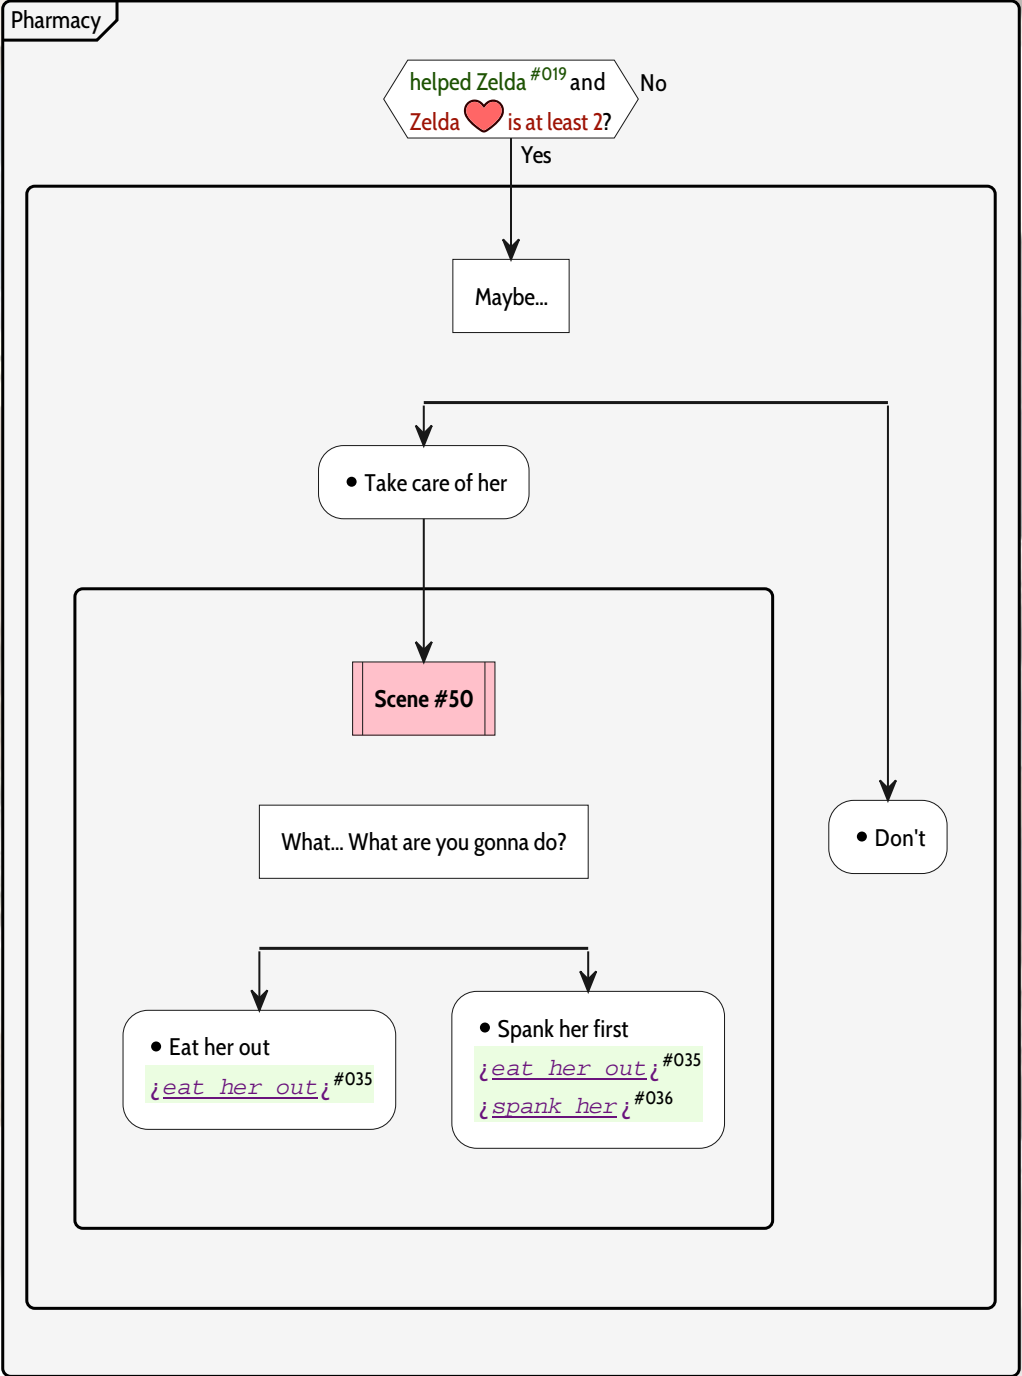 Pharmacy
helped Zelda #019 and
Zelda is at least 2?
No
Yes
Maybe...
• Take care of her
Scene #50
What... What are you gonna do?
• Don't
• Eat her out
¿eat her out¿#035
• Spank her first
¿eat her out¿#035
¿spank her¿#036